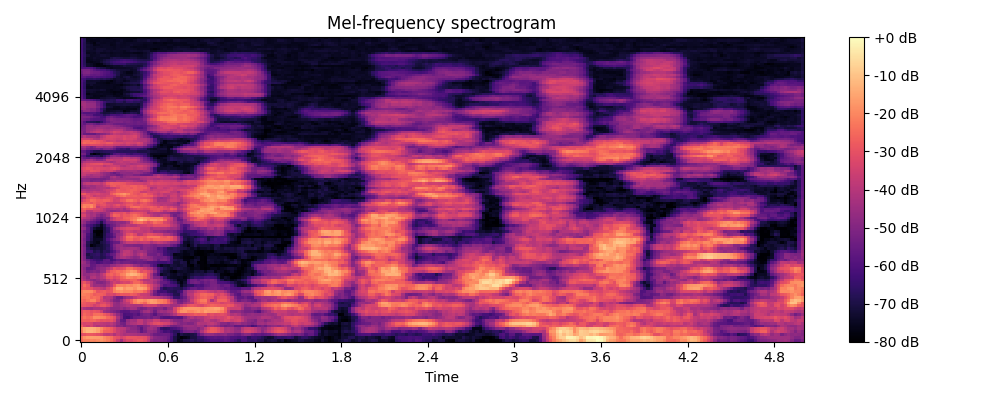 Mel-frequency spectrogram
Hz
4096
2048
1024
512
0
0 0.6 1.2 1.8 2.4 3 3.6 4.2 4.8
Time
+0 dB
-10 dB
-20 dB
-30 dB
-40 dB
-50 dB
-60 dB
-70 dB
-80 dB